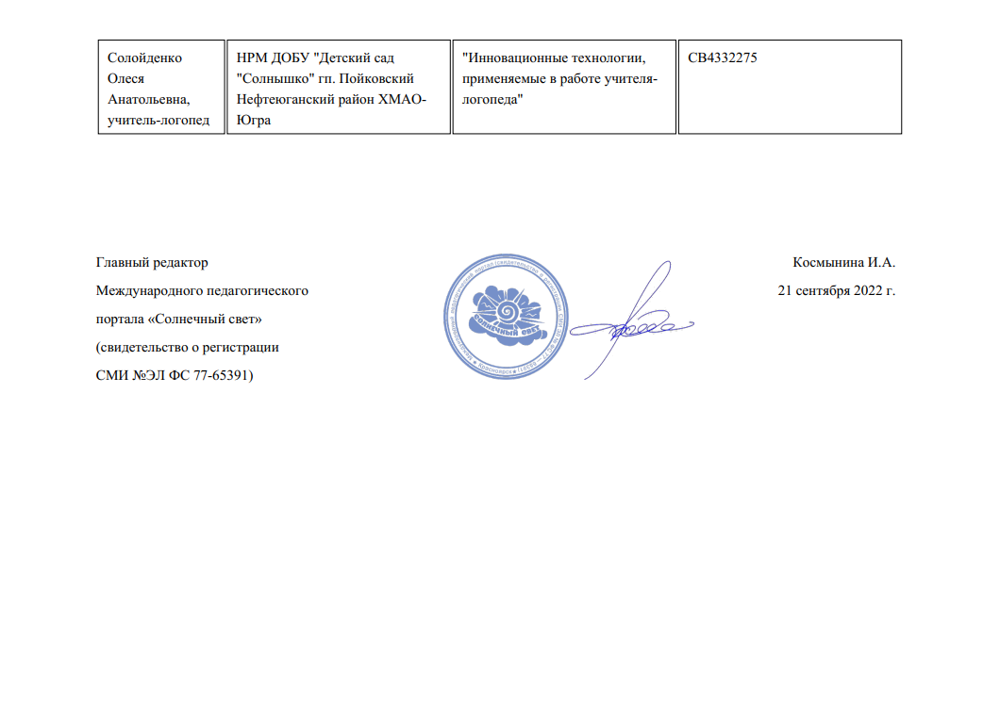 Солойденко
Олеся
Анатольевна,
учитель-логопед
НРМ ДОБУ "Детский сад
"Солнышко" гп. Пойковский
Нефтеюганский район ХМАО-
Югра
"Инновационные технологии,
применяемые в работе учителя-
логопеда"
СВ4332275
Главный редактор
Международного педагогического
портала «Солнечный свет»
(свидетельство о регистрации
СМИ №ЭЛ ФС 77-65391)
СОЛНЕЧНЫЙ СВЕТ
Космынина И.А.
21 сентября 2022 г.